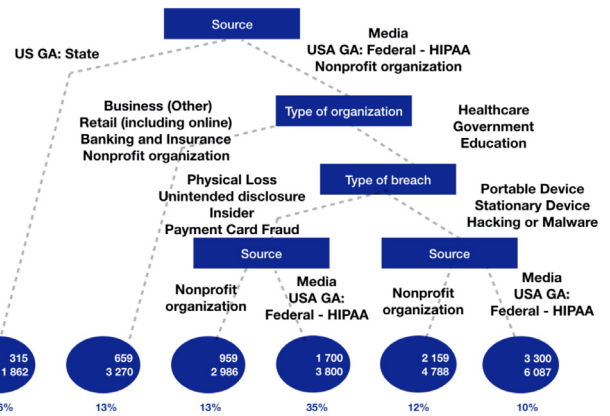 Source
US GA: State
Media
USA GA: Federal - HIPAA
Nonprofit organization
Type of organization
Business (Other)
Retail (including online)
Banking and Insurance
Nonprofit organization
Healthcare
Government
Education
Type of breach
Physical Loss
Unintended disclosure
Insider
Payment Card Fraud
Portable Device
Stationary Device
Hacking or Malware
Source
Source
Nonprofit
organization
Media
USA GA:
Federal - HIPAA
Nonprofit
organization
Media
USA GA:
Federal - HIPAA
315
1 862
659
3 270
959
2 986
1 700
3 800
2 159
4 788
3 300
6 087
13%
13%
35%
12%
10%